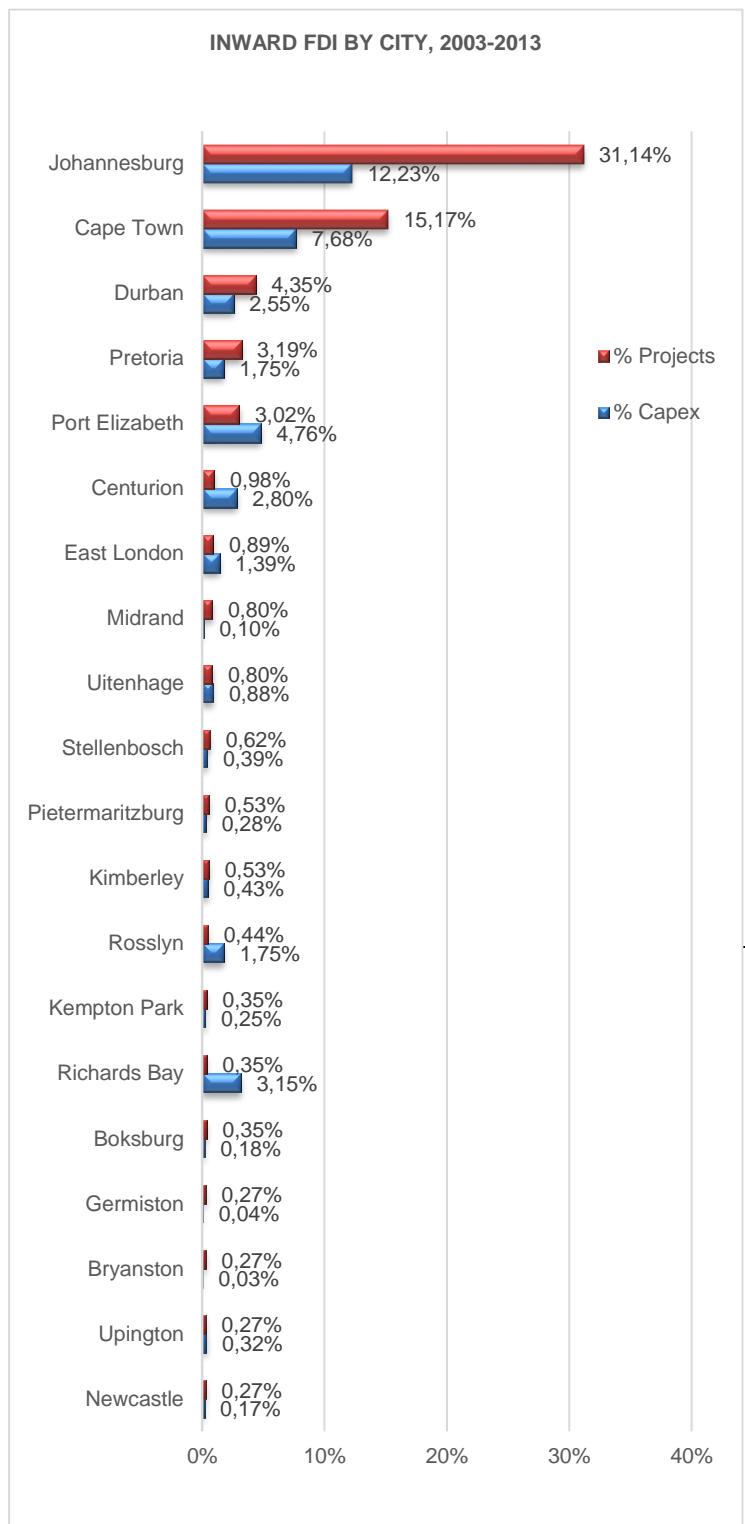 INWARD FDI BY CITY, 2003-2013
Johannesburg
31,14%
12,23%
Cape Town
15,17%
7,68%
Durban
4,35%
2,55%
Pretoria
3,19%
1,75%
% Projects
Port Elizabeth
3,02%
4,76%
% Capex
Centurion
0,98%
2,80%
East London
0,89%
1,39%
Midrand
0,80%
0,10%
Uitenhage
0,80%
0,88%
Stellenbosch
0,62%
0,39%
Pietermaritzburg
0,53%
0,28%
Kimberley
0,53%
0,43%
Rosslyn
0,44%
1,75%
Kempton Park
0,35%
0,25%
Richards Bay
0,35%
3,15%
Boksburg
0,35%
0,18%
Germiston
0,27%
0,04%
Bryanston
0,27%
0,03%
Upington
0,27%
0,32%
Newcastle
0,27%
0,17%
0% 10% 20% 30% 40%